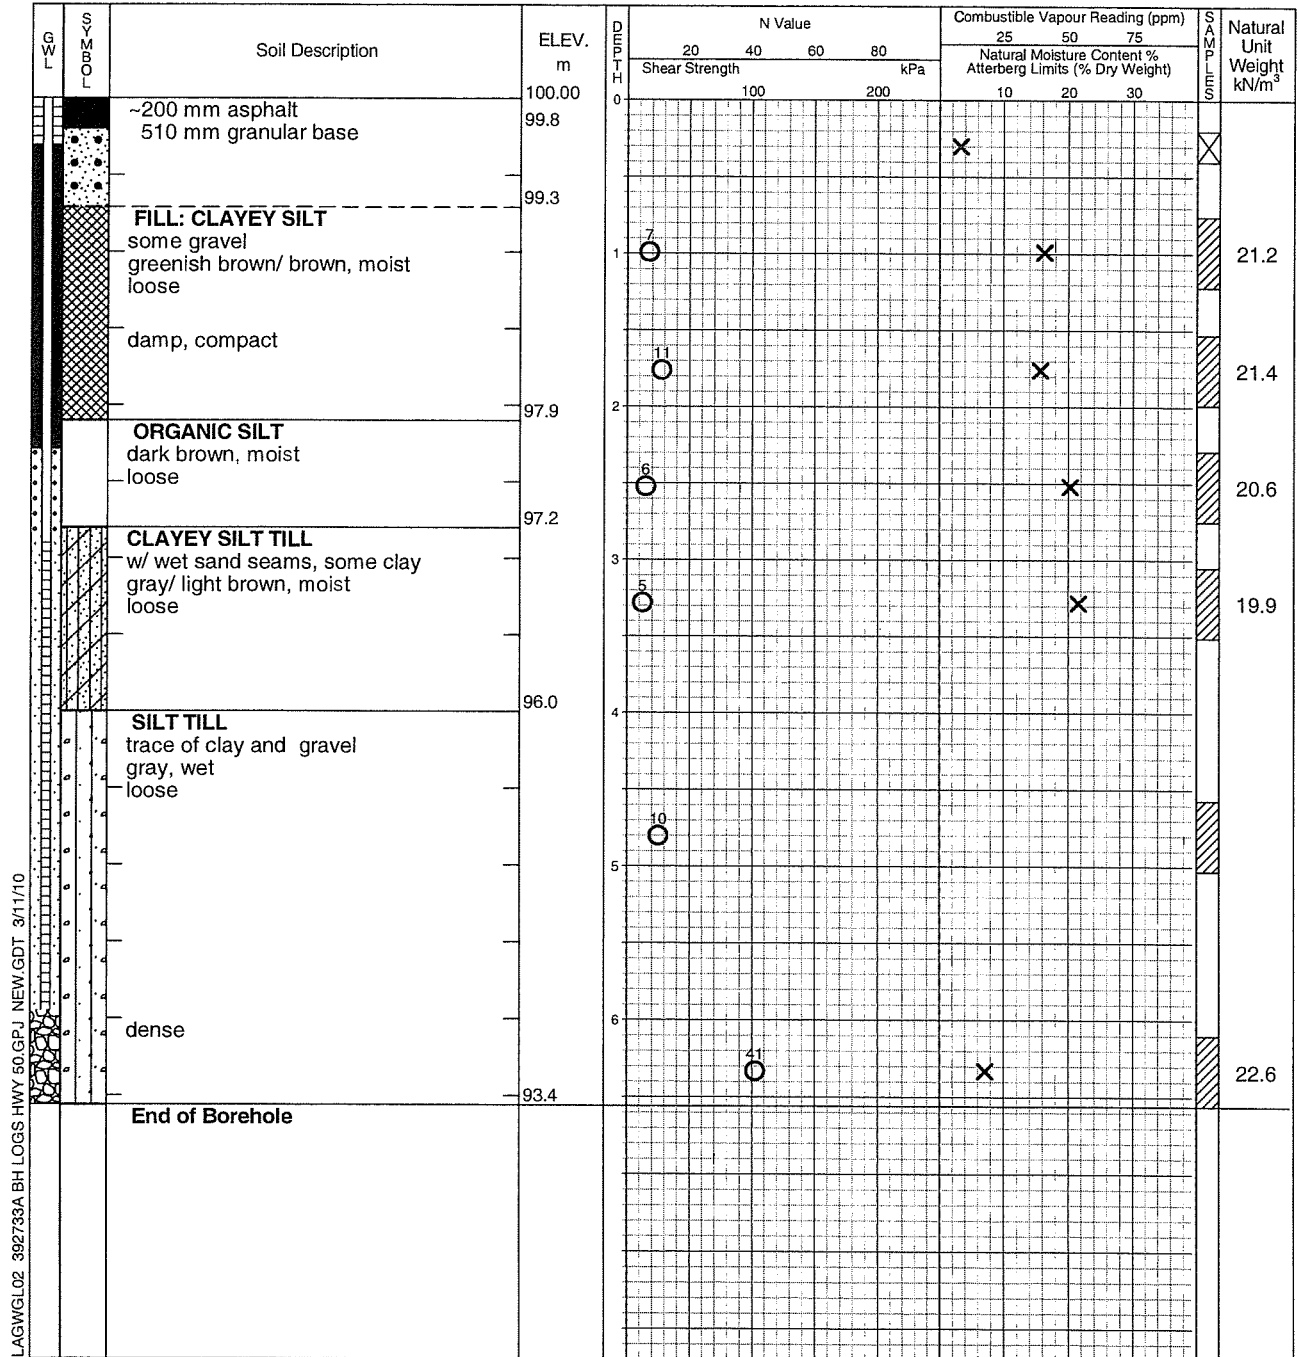 GWL
SYMBOL
Soil Description
ELEV.
m
DEPTH
N Value
20 40 60 80
Shear Strength kPa
100 200
Combustible Vapour Reading (ppm)
25 50 75
Natural Moisture Content %
Atterberg Limits (% Dry Weight)
10 20 30
SAMPLES
Natural
Unit
Weight
kN/m³
100.00
0
~200 mm asphalt
99.8
510 mm granular base
99.3
FILL: CLAYEY SILT
some gravel
greenish brown/ brown, moist
loose
7
1
21.2
damp, compact
11
21.4
2
97.9
ORGANIC SILT
dark brown, moist
loose
6
20.6
97.2
CLAYEY SILT TILL
w/ wet sand seams, some clay
gray/ light brown, moist
loose
3
5
19.9
96.0
4
SILT TILL
trace of clay and gravel
gray, wet
loose
10
5
dense
6
41
22.6
93.4
End of Borehole
LAGWGL02 392733A BH LOGS HWY 50.GPJ NEW.GDT 3/11/10